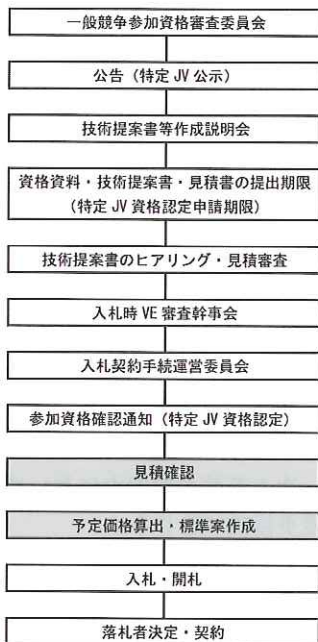 一般競争参加資格審査委員会
公告（特定 JV 公示）
技術提案書等作成説明会
資格資料・技術提案書・見積書の提出期限
（特定 JV 資格認定申請期限）
技術提案書のヒアリング・見積審査
入札時 VE 審査幹事会
入札契約手続運営委員会
参加資格確認通知（特定 JV 資格認定）
見積確認
予定価格算出・標準案作成
入札・開札
落札者決定・契約